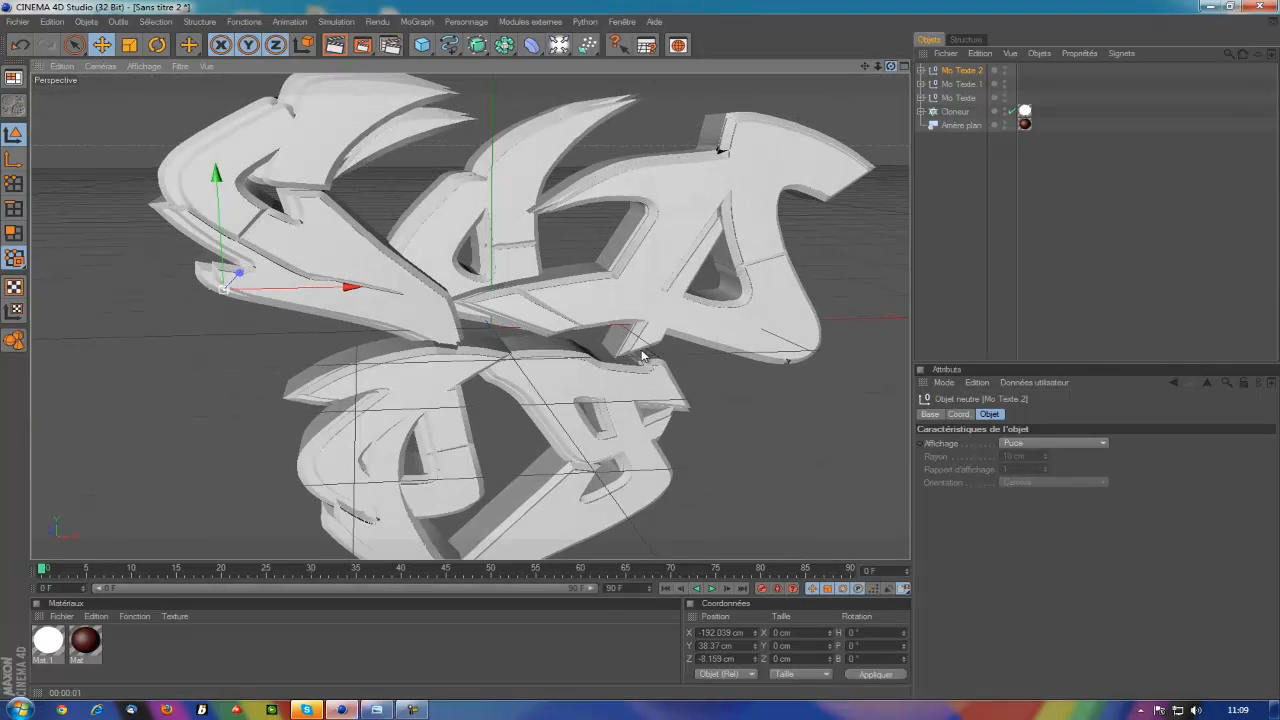 CINEMA 4D Studio (32 Bit) - [Sans titre 2 *]
Fichier Edition Objets Outils Sélection Structure Fonctions Animation Simulation Rendu MoGraph Personnage Modules externes Python Fenêtre Aide
X Y Z
Edition Caméras Affichage Filtre Vue
Perspective
Objets Structure
Fichier Edition Vue Objets Propriétés Signets
Mo Texte.2
Mo Texte.1
Mo Texte
Cloneur
Arrière plan
Attributs
Mode Edition Données utilisateur
Objet neutre [Mo Texte.2]
Base Coord. Objet
Caractéristiques de l'objet
Affichage Puce
Rayon 10 cm
Rapport d'affichage 1
Orientation Caméra
0 5 10 15 20 25 30 35 40 45 50 55 60 65 70 75 80 85 90 0 F
0 F 0 F 90 F 90 F
Matériaux
Fichier Edition Fonction Texture
Mat.1 Mat
Coordonnées
Position Taille Rotation
X -192.039 cm X 0 cm H 0 °
Y 38.37 cm Y 0 cm P 0 °
Z -8.159 cm Z 0 cm B 0 °
Objet (Rel) Taille Appliquer
MAXON CINEMA 4D
00:00:01
11:09